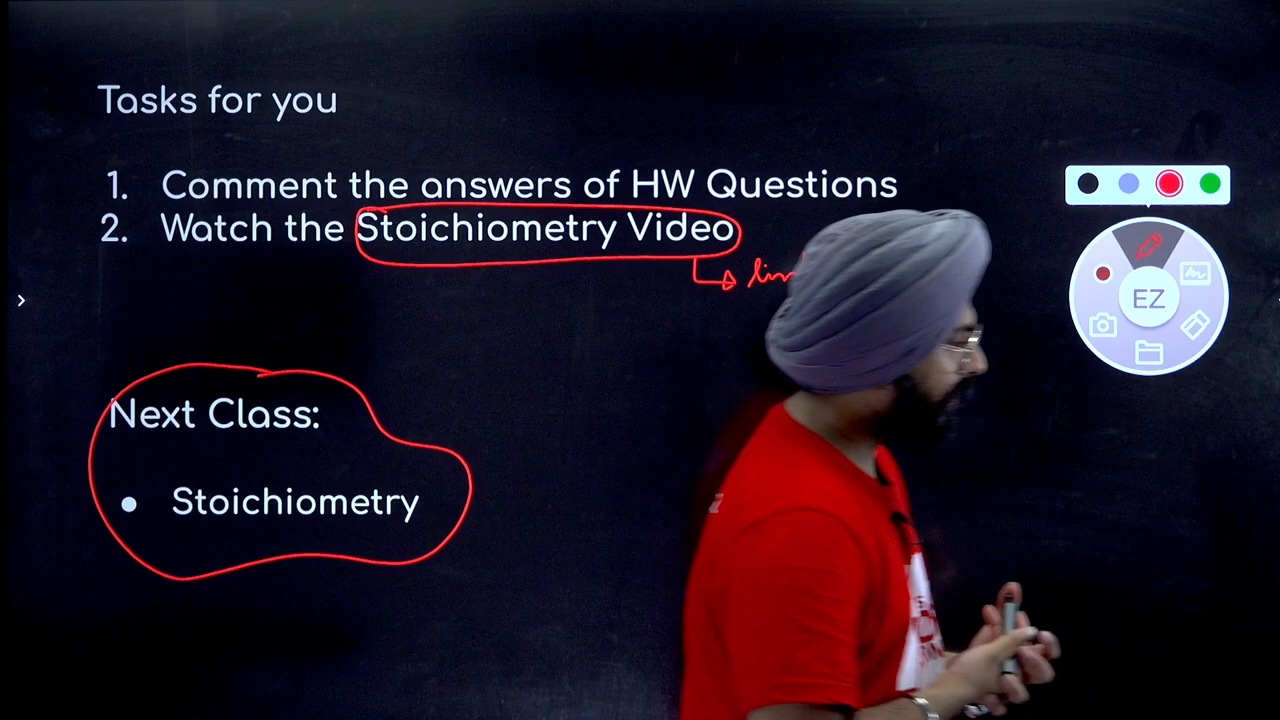 Tasks for you
1. Comment the answers of HW Questions
2. Watch the Stoichiometry Video
EZ
Next Class:
• Stoichiometry